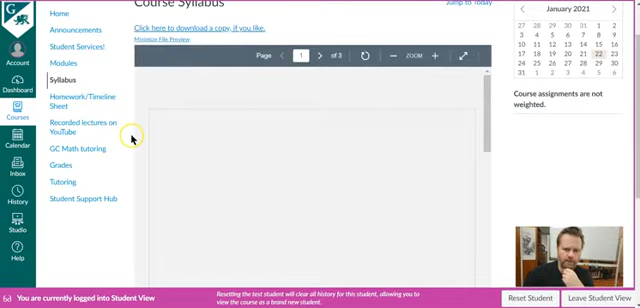 G
Course Syllabus
Jump to Today
Click here to download a copy, if you like.
Minimize File Preview
Page 1 of 3 ZOOM
Account
Dashboard
Courses
Calendar
Inbox
History
Studio
Help
Home
Announcements
Student Services!
Modules
Syllabus
Homework/Timeline
Sheet
Recorded lectures on
YouTube
GC Math tutoring
Grades
Tutoring
Student Support Hub
January 2021
27 28 29 30 31 1 2
3 4 5 6 7 8 9
10 11 12 13 14 15 16
17 18 19 20 21 22 23
24 25 26 27 28 29 30
31 1 2 3 4 5 6
Course assignments are not
weighted.
You are currently logged into Student View
Resetting the test student will clear all history for this student, allowing you
to view the course as a brand new student.
Reset Student
Leave Student View